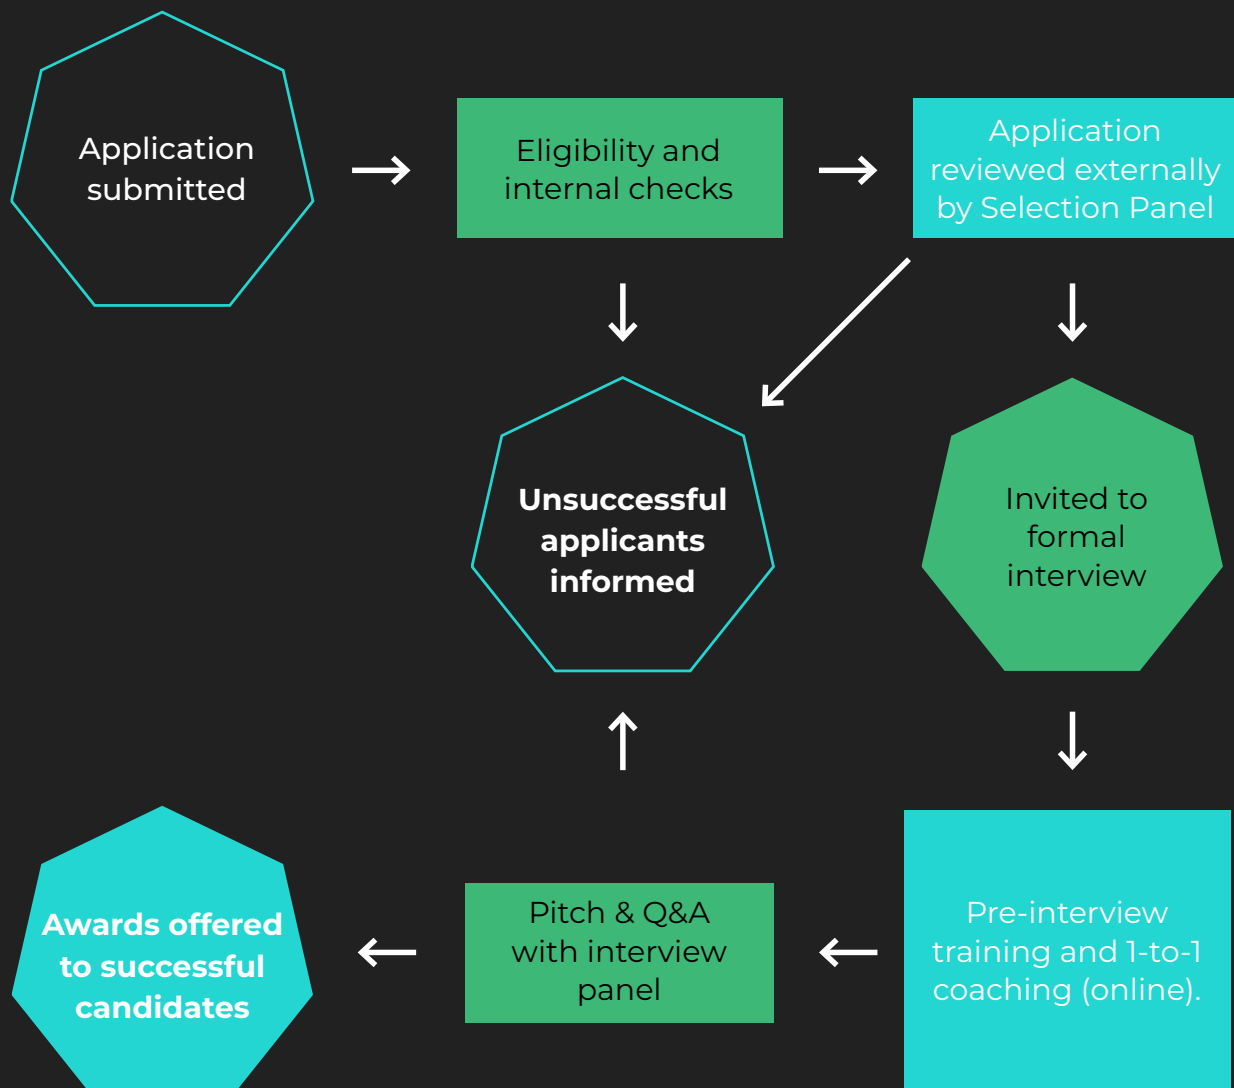 Application
submitted
Eligibility and
internal checks
Application
reviewed externally
by Selection Panel
Unsuccessful
applicants
informed
Invited to
formal
interview
Awards offered
to successful
candidates
Pitch & Q&A
with interview
panel
Pre-interview
training and 1-to-1
coaching (online).